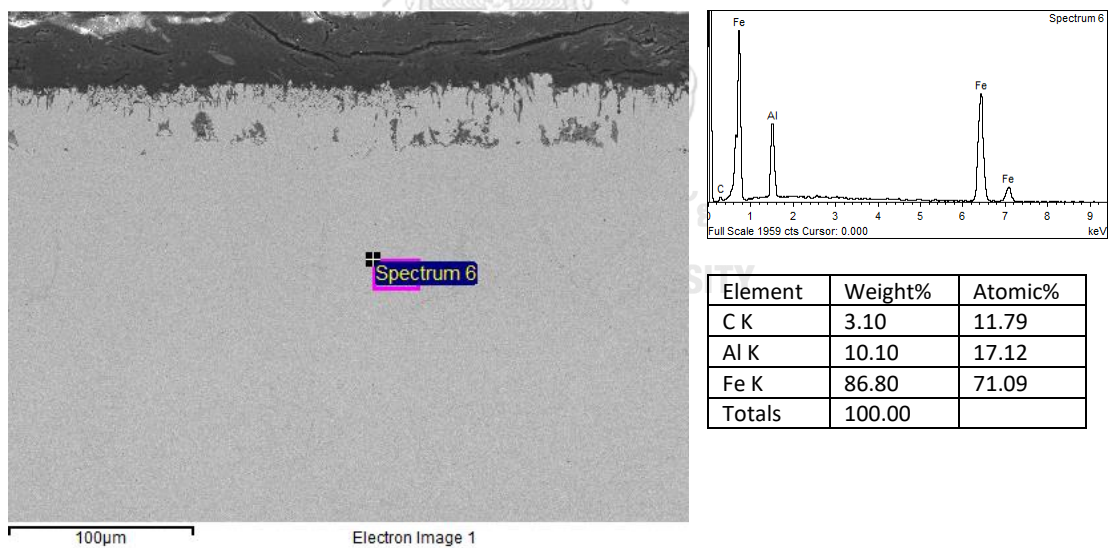 Spectrum 6
100µm
Electron Image 1
Spectrum 6
Fe
Al
Fe
Fe
C
0 1 2 3 4 5 6 7 8 9
Full Scale 1959 cts Cursor: 0.000 keV
SITY
Element Weight% Atomic%
C K 3.10 11.79
Al K 10.10 17.12
Fe K 86.80 71.09
Totals 100.00